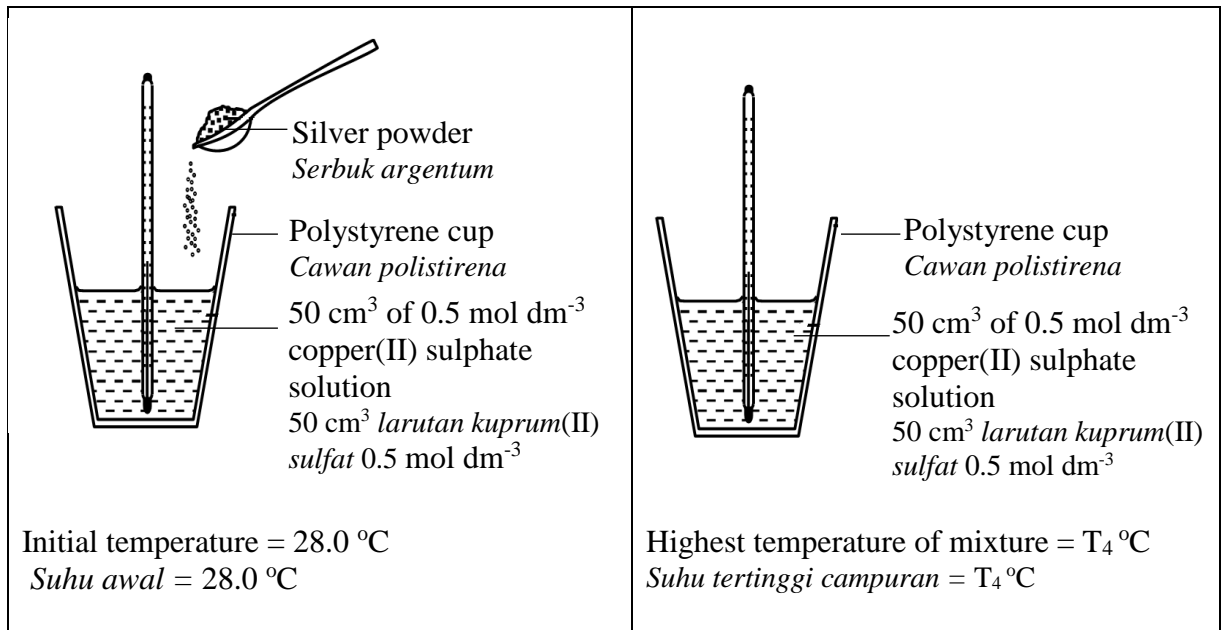 Silver powder
Serbuk argentum
Polystyrene cup
Cawan polistirena
50 cm³ of 0.5 mol dm⁻³
copper(II) sulphate
solution
50 cm³ larutan kuprum(II)
sulfat 0.5 mol dm⁻³
Initial temperature = 28.0 ºC
Suhu awal = 28.0 ºC
Polystyrene cup
Cawan polistirena
50 cm³ of 0.5 mol dm⁻³
copper(II) sulphate
solution
50 cm³ larutan kuprum(II)
sulfat 0.5 mol dm⁻³
Highest temperature of mixture = T₄ ºC
Suhu tertinggi campuran = T₄ ºC